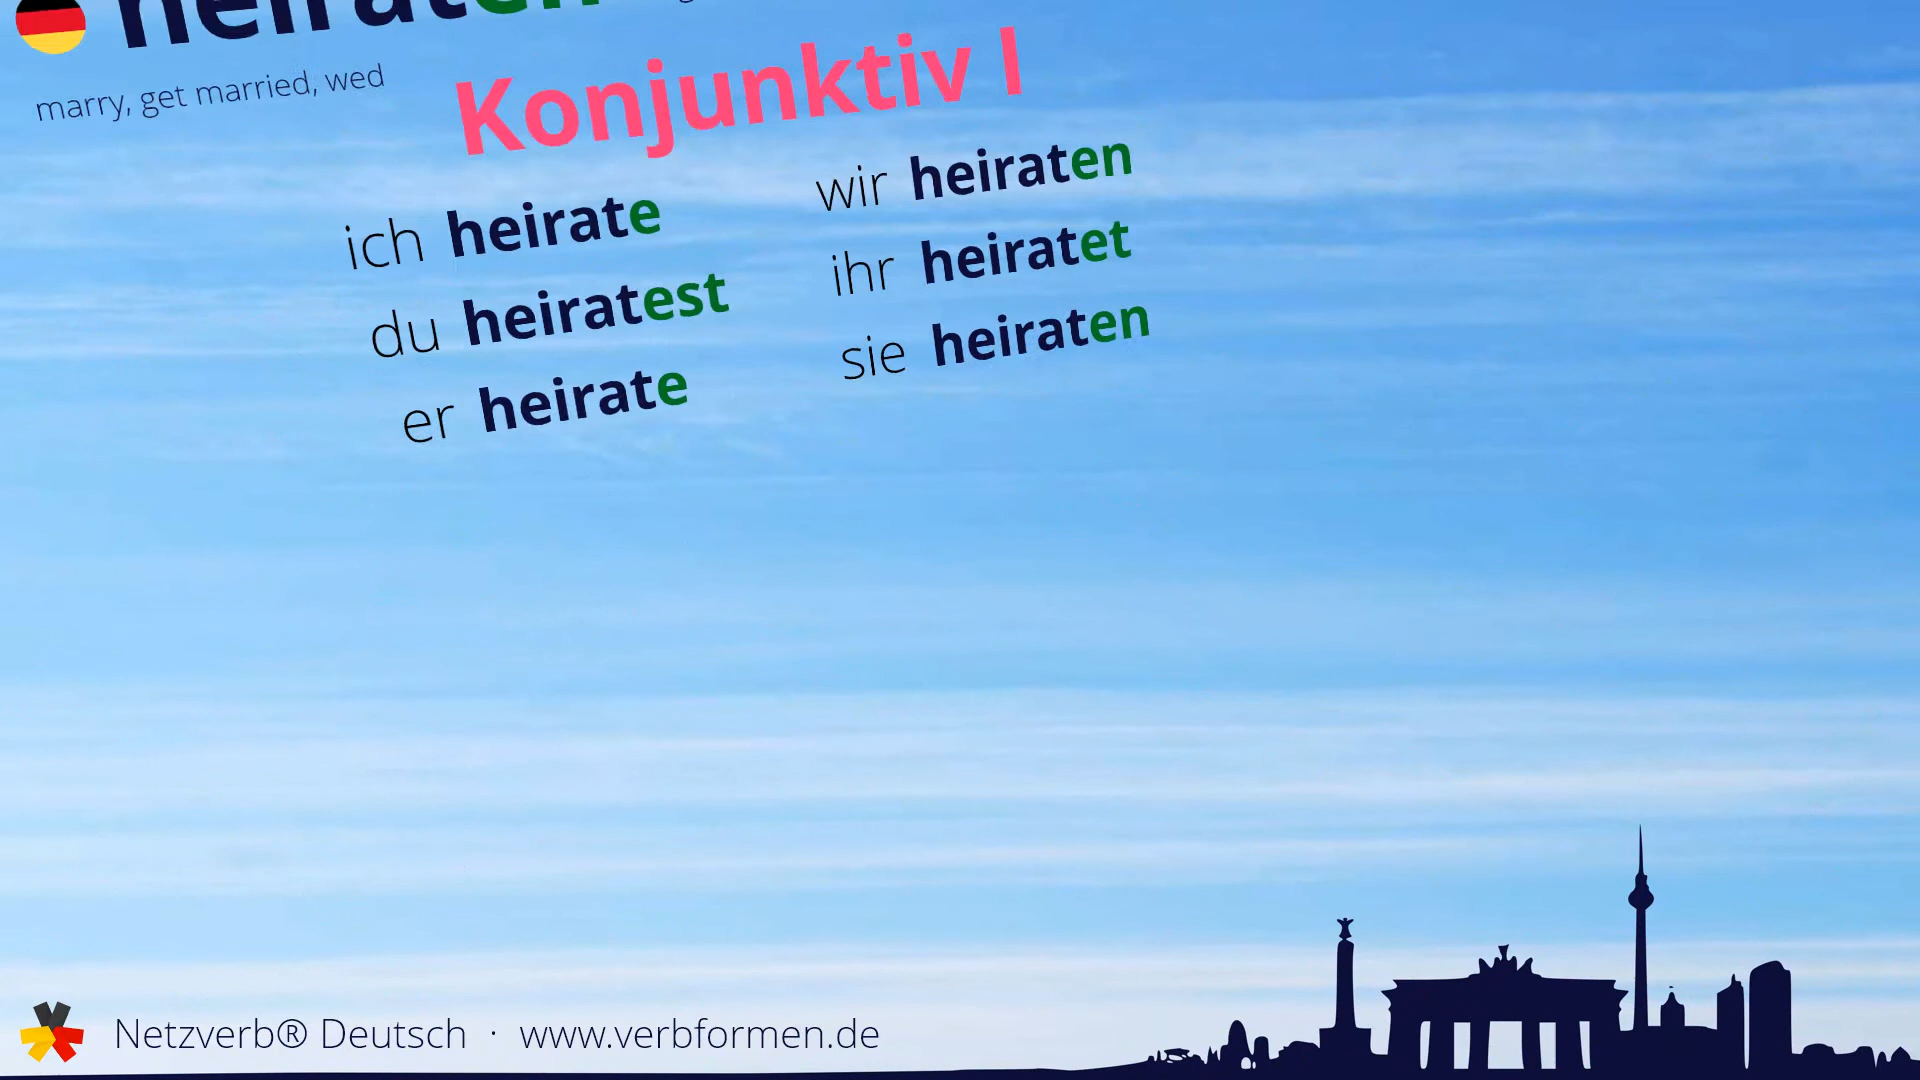 heiraten
marry, get married, wed
Konjunktiv I
ich heirate
du heiratest
er heirate
wir heiraten
ihr heiratet
sie heiraten
Netzverb® Deutsch · www.verbformen.de